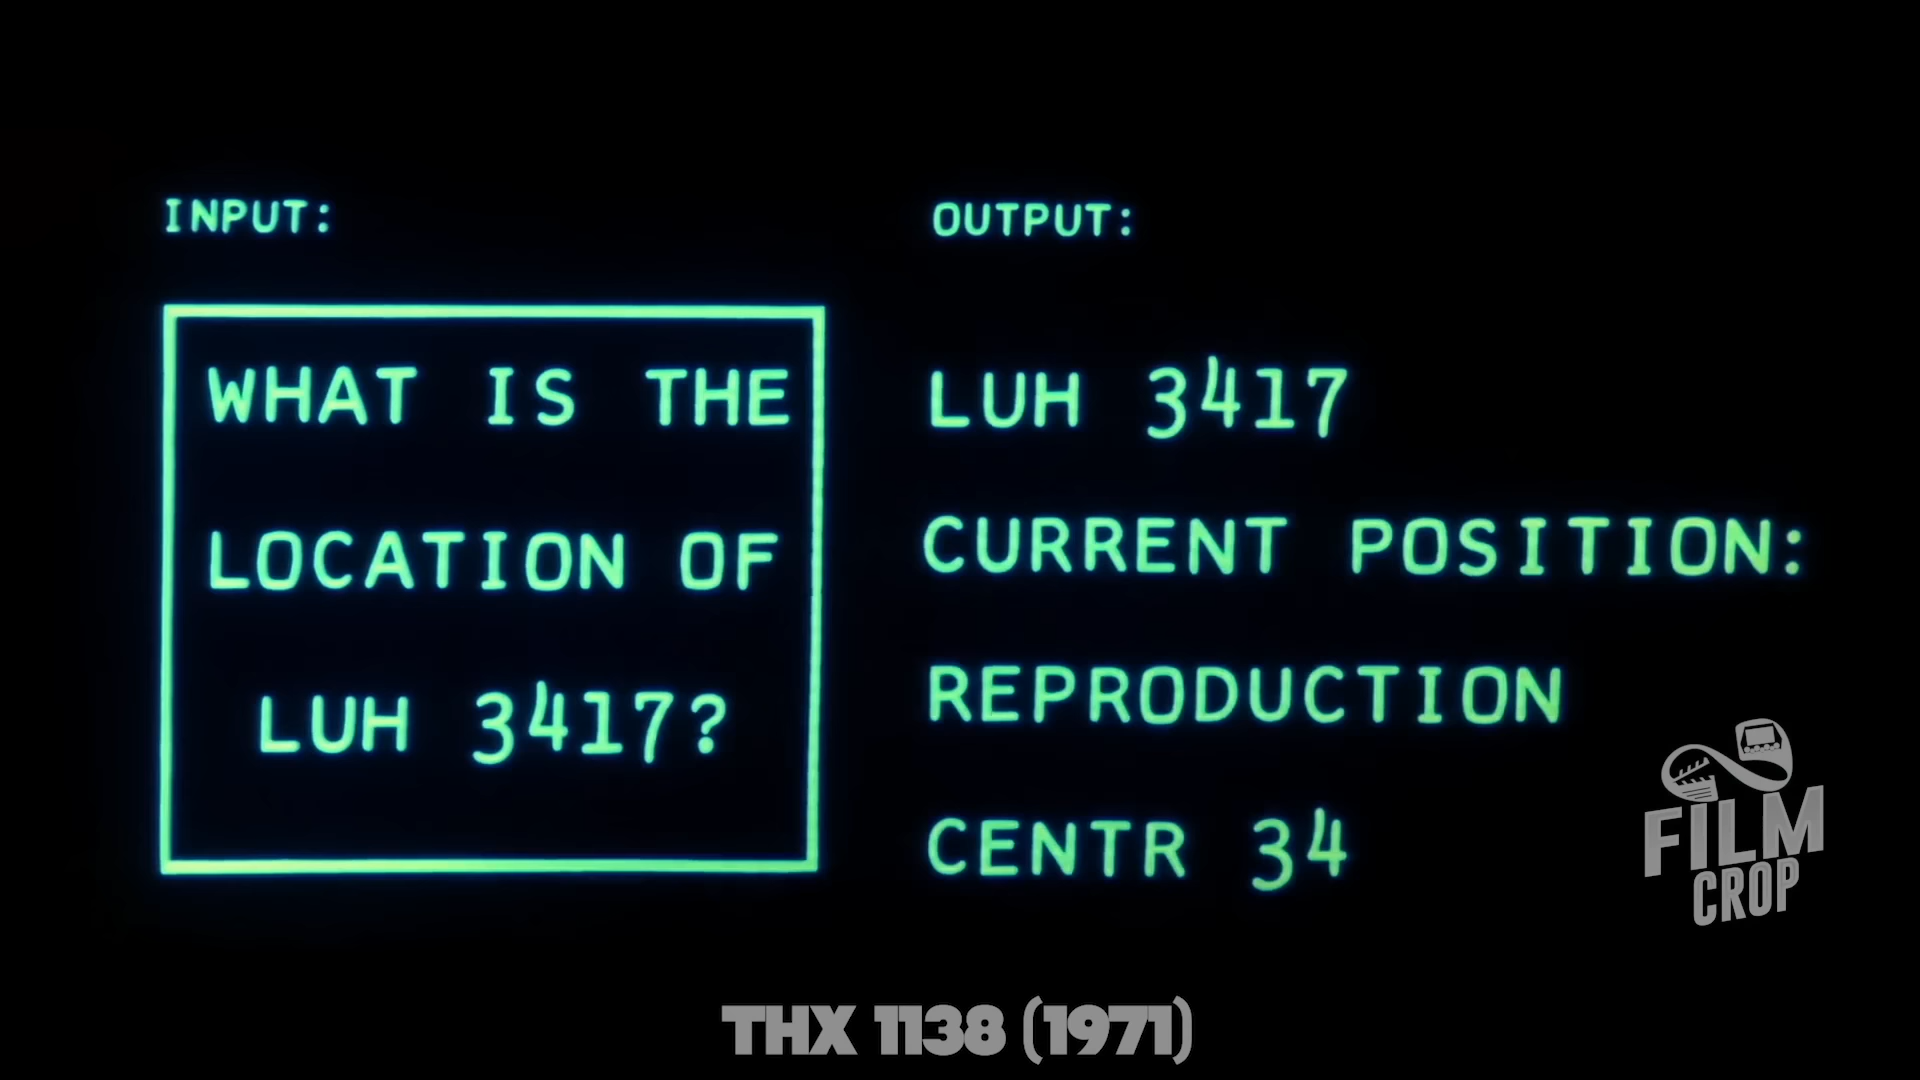 INPUT:
WHAT IS THE
LOCATION OF
LUH 3417?
OUTPUT:
LUH 3417
CURRENT POSITION:
REPRODUCTION
CENTR 34
FILM
CROP
THX 1138 (1971)